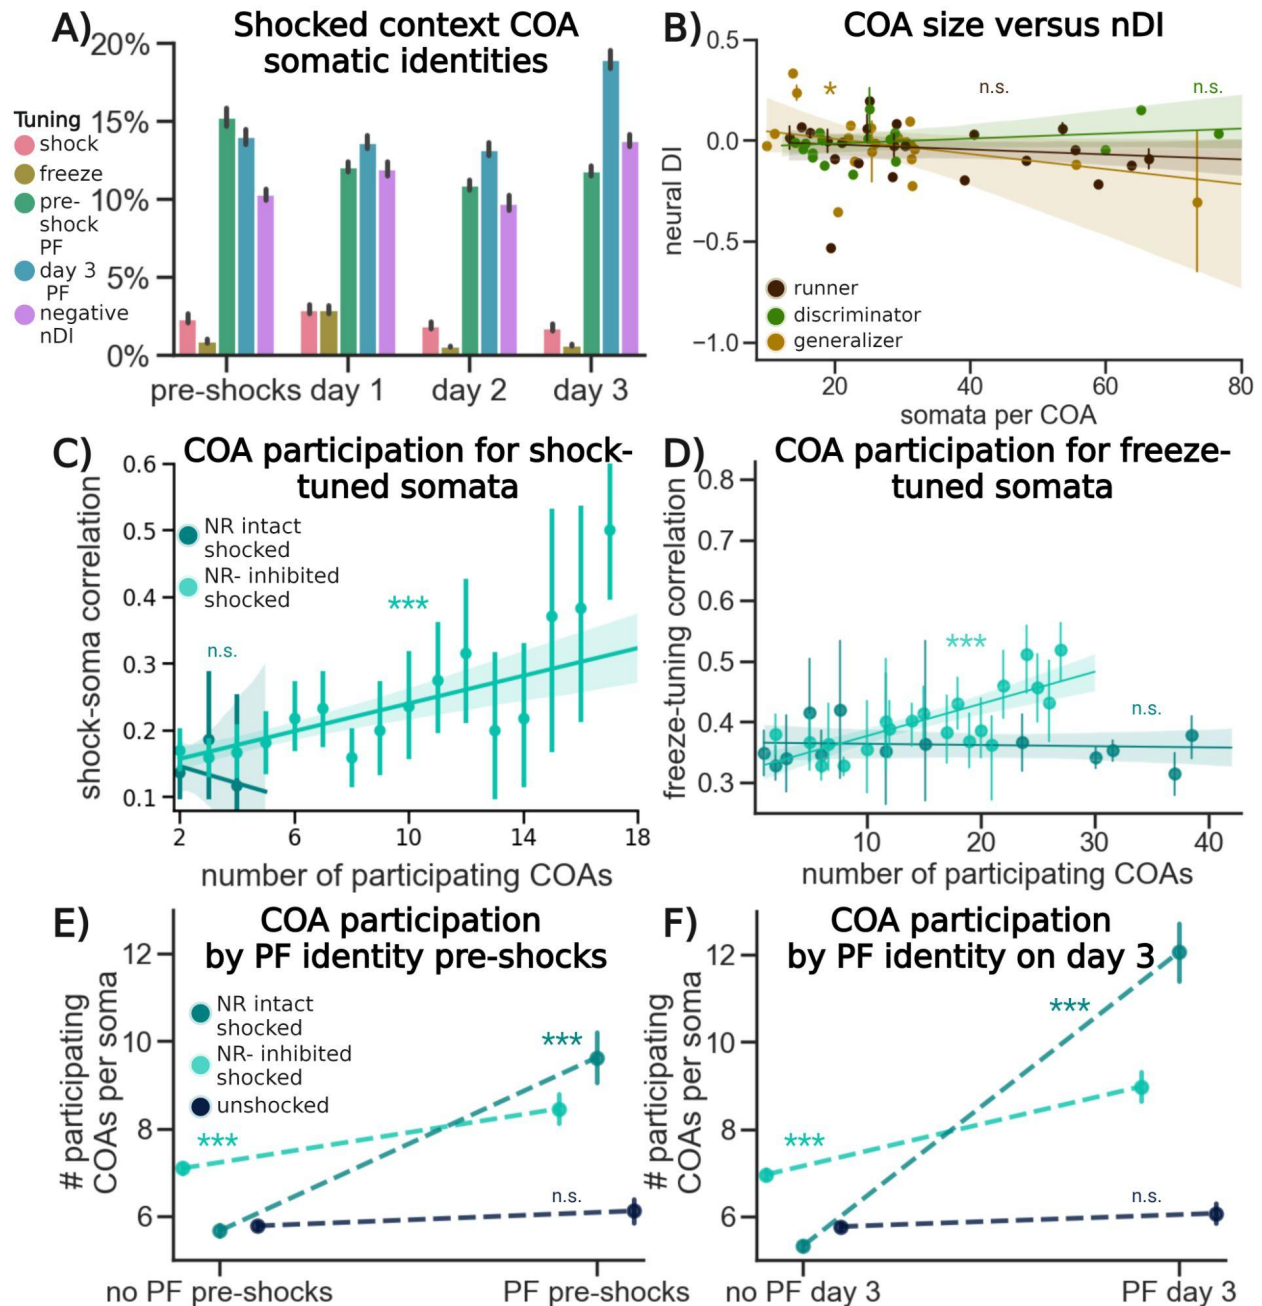 A)
Shocked context COA
somatic identities
20%
15%
10%
5%
0%
Tuning
shock
freeze
pre-
shock
PF
day 3
PF
negative
nDI
pre-shocks day 1 day 2 day 3
B)
COA size versus nDI
neural DI
0.5
0.0
−0.5
−1.0
*
n.s.
n.s.
runner
discriminator
generalizer
20 40 60 80
somata per COA
C)
COA participation for shock-
tuned somata
shock-soma correlation
0.6
0.5
0.4
0.3
0.2
0.1
NR intact
shocked
NR- inhibited
shocked
***
n.s.
2 6 10 14 18
number of participating COAs
D)
COA participation for freeze-
tuned somata
freeze-tuning correlation
0.8
0.7
0.6
0.5
0.4
0.3
***
n.s.
10 20 30 40
number of participating COAs
E)
COA participation
by PF identity pre-shocks
# participating
COAs per soma
12
10
8
6
NR intact
shocked
NR- inhibited
shocked
unshocked
***
***
n.s.
no PF pre-shocks PF pre-shocks
F)
COA participation
by PF identity on day 3
# participating
COAs per soma
12
10
8
6
***
***
n.s.
no PF day 3 PF day 3